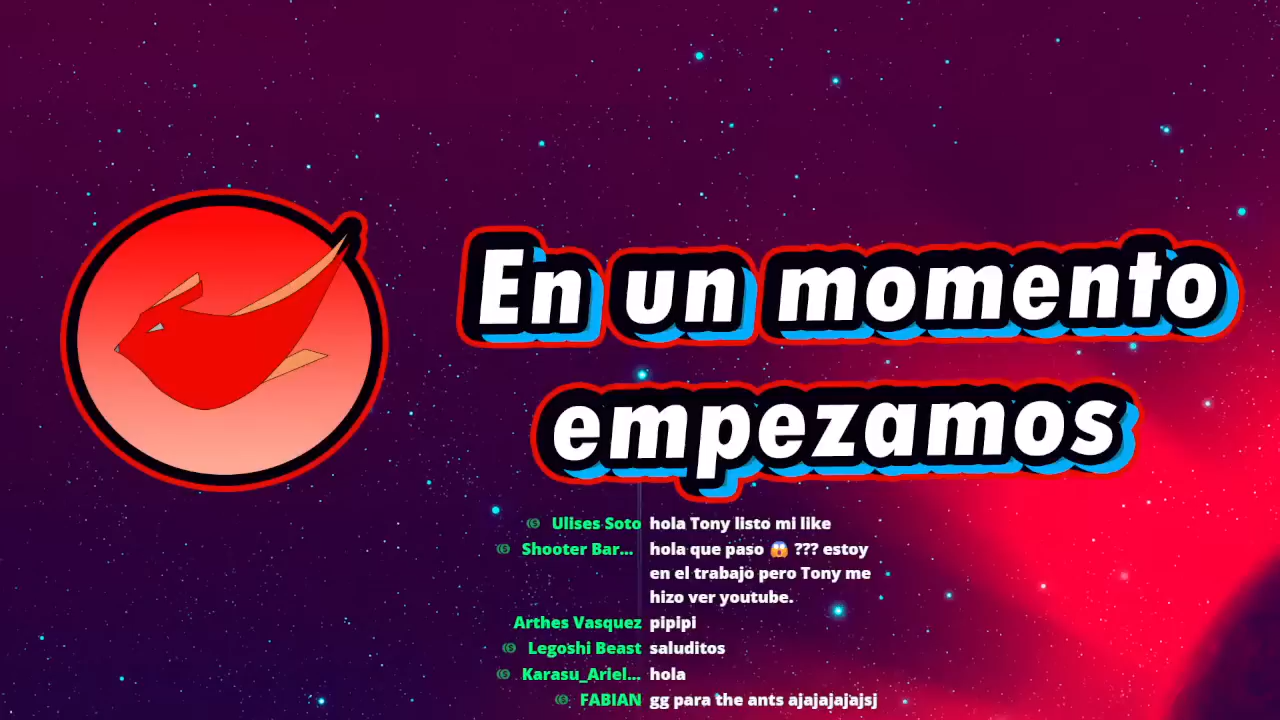 En un momento
empezamos
Ulises Soto hola Tony listo mi like
Shooter Bar... hola que paso 😱 ??? estoy
en el trabajo pero Tony me
hizo ver youtube.
Arthes Vasquez pipipi
Legoshi Beast saluditos
Karasu_Ariel... hola
FABIAN gg para the ants ajajajajajsj